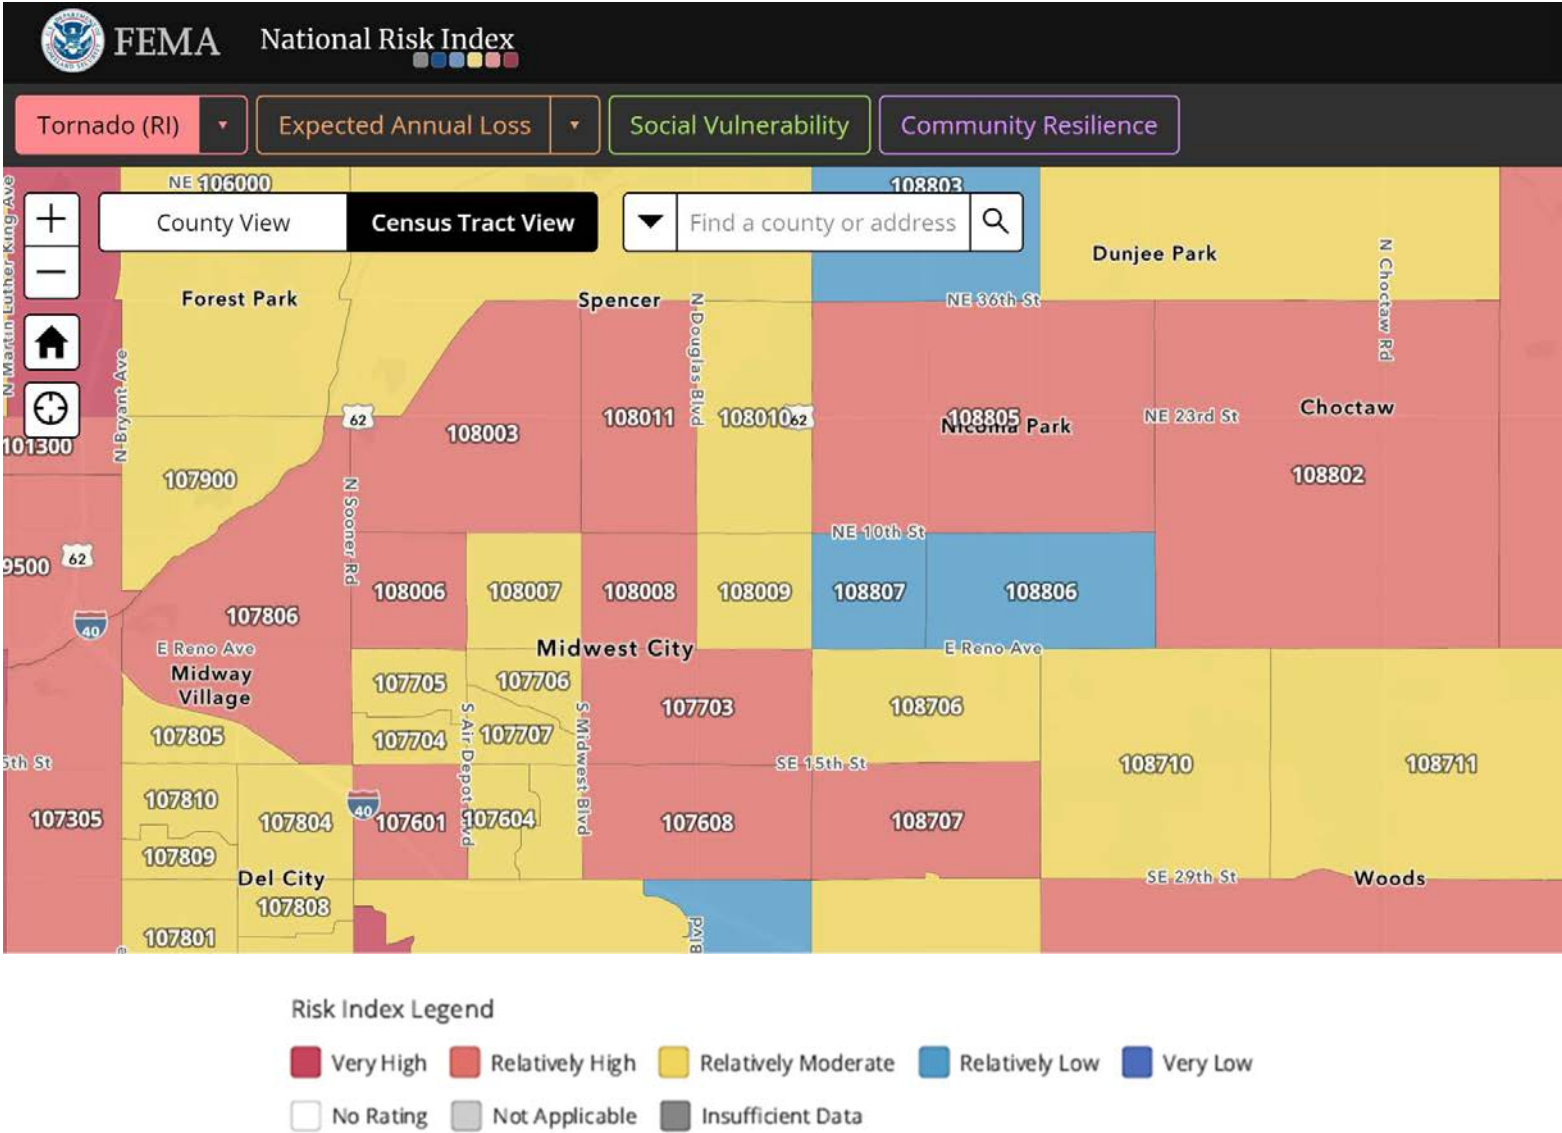 FEMA
National Risk Index
Tornado (RI)
Expected Annual Loss
Social Vulnerability
Community Resilience
NE 106000
108803
County View
Census Tract View
Find a county or address
N Martin Luther King Ave
Dunjee Park
N Choctaw Rd
Forest Park
Spencer
NE 36th St
N Douglas Blvd
N Bryant Ave
62
108003
108011
108010
62
108805
Nicoma Park
NE 23rd St
Choctaw
101300
107900
108802
N Sooner Rd
NE 10th St
9500
62
108006
108007
108008
108009
108807
108806
107806
40
E Reno Ave
Midwest City
E Reno Ave
Midway
Village
107705
107706
107703
108706
S Air Depot Blvd
S Midwest Blvd
107805
107704
107707
5th St
SE 15th St
108710
108711
107810
107305
107804
40
107601
107604
107608
108707
107809
Del City
SE 29th St
Woods
107808
107801
Blvd
e
Risk Index Legend
Very High
Relatively High
Relatively Moderate
Relatively Low
Very Low
No Rating
Not Applicable
Insufficient Data